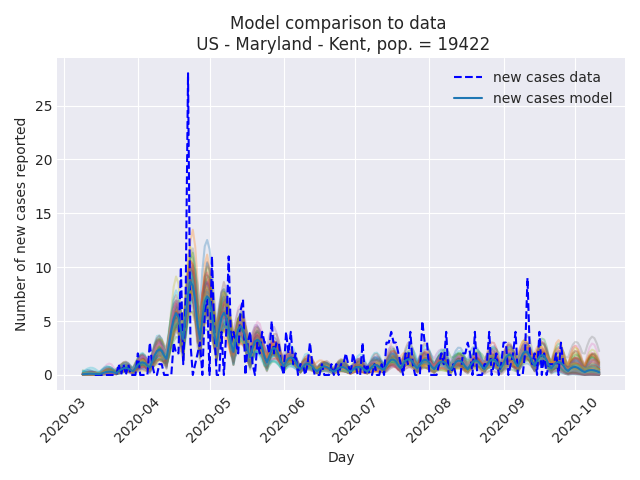 Model comparison to data
US - Maryland - Kent, pop. = 19422
new cases data
new cases model
Number of new cases reported
25
20
15
10
5
0
2020-03
2020-04
2020-05
2020-06
2020-07
2020-08
2020-09
2020-10
Day